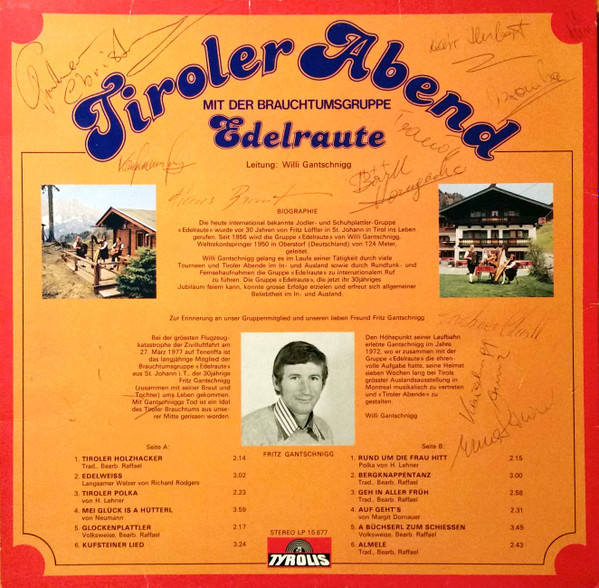 Tiroler Abend
MIT DER BRAUCHTUMSGRUPPE
Edelraute
Leitung: Willi Gantschnigg
BIOGRAPHIE
Die heute international bekannte Jodler- und Schuhplattler-Gruppe
«Edelraute» wurde vor 30 Jahren von Fritz Löffler in St. Johann in Tirol ins Leben
gerufen. Seit 1956 wird die Gruppe «Edelraute» von Willi Gantschnigg,
Weltrekordspringer 1950 in Oberstorf (Deutschland) von 124 Meter,
geleitet.
Willi Gantschnigg gelang es im Laufe seiner Tätigkeit durch viele
Tourneen und Tiroler Abende im In- und Ausland sowie durch Rundfunk- und
Fernsehaufnahmen die Gruppe «Edelraute» zu internationalem Ruf
zu führen. Die Gruppe «Edelraute», die jetzt ihr 30jähriges
Jubiläum feiern kann, konnte grosse Erfolge erzielen und erfreut sich allgemeiner
Beliebtheit im In- und Ausland.
Zur Erinnerung an unser Gruppenmitglied und unseren lieben Freund Fritz Gantschnigg
Bei der grössten Flugzeug-
katastrophe der Zivilluftfahrt am
27. März 1977 auf Teneriffa ist
das langjährige Mitglied der
Brauchtumsgruppe «Edelraute»
aus St. Johann i. T., der 30jährige
Fritz Gantschnigg
(zusammen mit seiner Braut und
Tochter) ums Leben gekommen.
Mit Gantschniggs Tod ist ein Idol
des Tiroler Brauchtums aus unse-
rer Mitte gerissen worden.
Den Höhepunkt seiner Laufbahn
erlebte Gantschnigg im Jahre
1972, wo er zusammen mit der
Gruppe «Edelraute» die ehren-
volle Aufgabe hatte, seine Heimat
sieben Wochen lang bei Tirols
grösster Auslandsausstellung in
Montreal musikalisch zu vertreten
und «Tiroler Abende» zu
gestalten.
Willi Gantschnigg
FRITZ GANTSCHNIGG
Seite A:
1. TIROLER HOLZHACKER 2.14
Trad., Bearb. Raffael
2. EDELWEISS 3.02
Langsamer Walzer von Richard Rodgers
3. TIROLER POLKA 2.23
von H. Lehner
4. MEI GLÜCK IS A HÜTTERL 3.59
von Neumann
5. GLOCKENPLATTLER 2.17
Volksweise, Bearb. Raffael
6. KUFSTEINER LIED 3.24
Seite B:
1. RUND UM DIE FRAU HITT 2.15
Polka von H. Lehner
2. BERGKNAPPENTANZ 3.00
Trad., Bearb. Raffael
3. GEH IN ALLER FRÜH 2.58
Trad., Bearb. Raffael
4. AUF GEHT'S 2.31
von Margit Dornauer
5. A BÜCHSERL ZUM SCHIESSEN 3.45
Volksweise, Bearb. Raffael
6. ALMELE 2.43
Trad., Bearb. Raffael
STEREO LP 15 877
TYROLIS